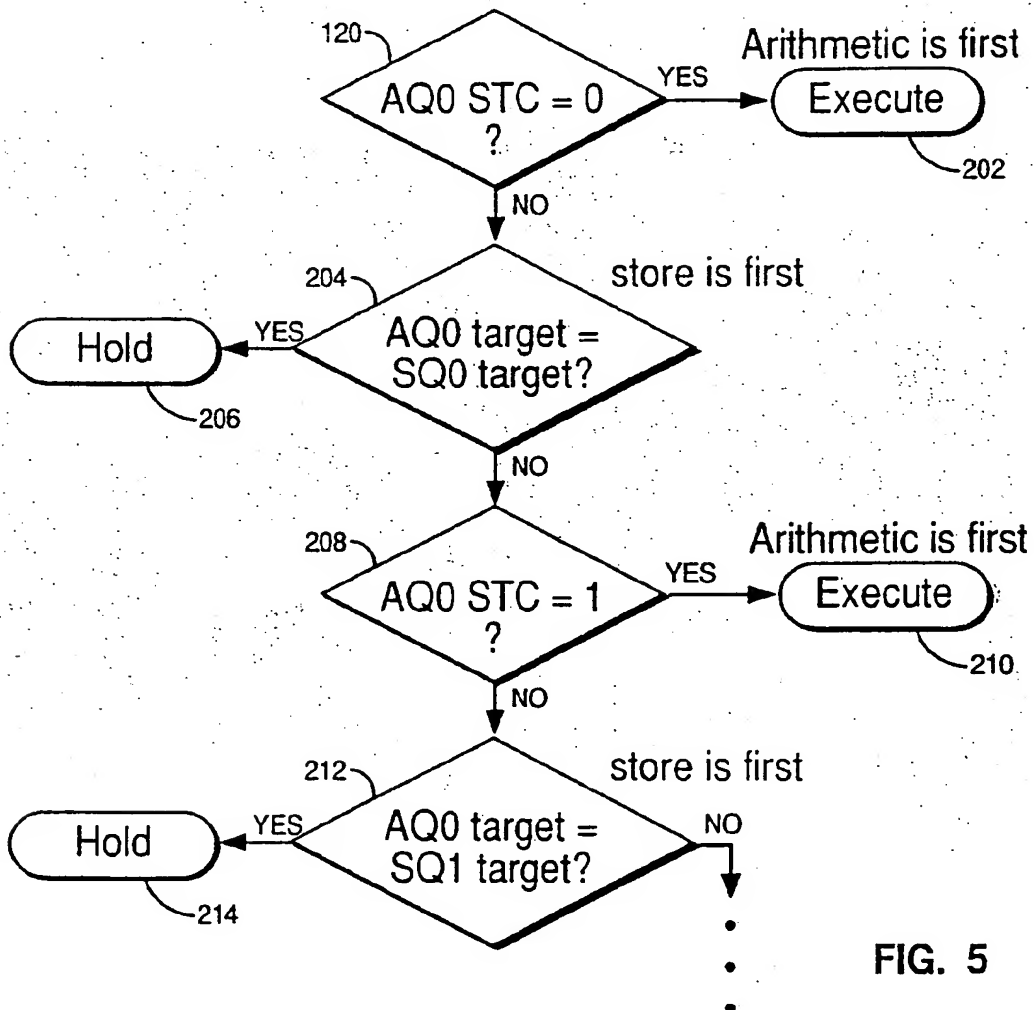 120
AQ0 STC = 0
?
YES
Arithmetic is first
Execute
202
NO
204
store is first
AQ0 target =
SQ0 target?
YES
Hold
206
NO
208
AQ0 STC = 1
?
YES
Arithmetic is first
Execute
210
NO
212
store is first
AQ0 target =
SQ1 target?
YES
Hold
214
NO
FIG. 5